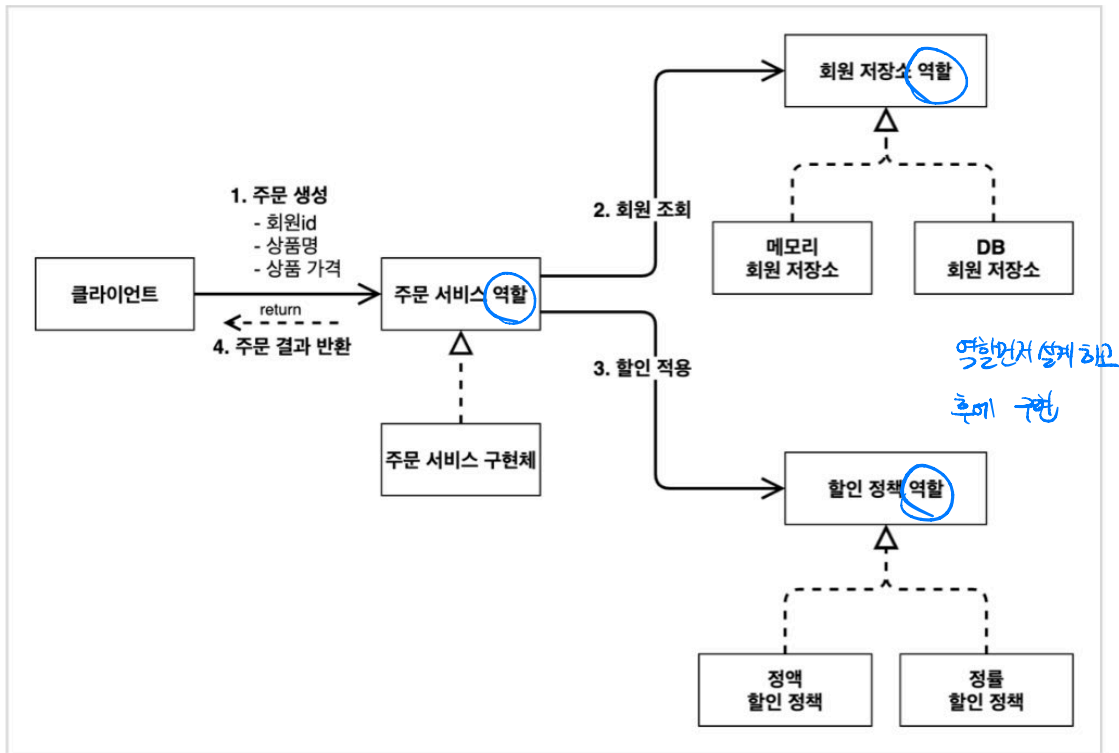 회원 저장소 역할
1. 주문 생성
- 회원id
- 상품명
- 상품 가격
2. 회원 조회
메모리
회원 저장소
DB
회원 저장소
클라이언트
주문 서비스 역할
return
4. 주문 결과 반환
3. 할인 적용
역할먼저 설계 하고
후에 구현
주문 서비스 구현체
할인 정책 역할
정액
할인 정책
정률
할인 정책